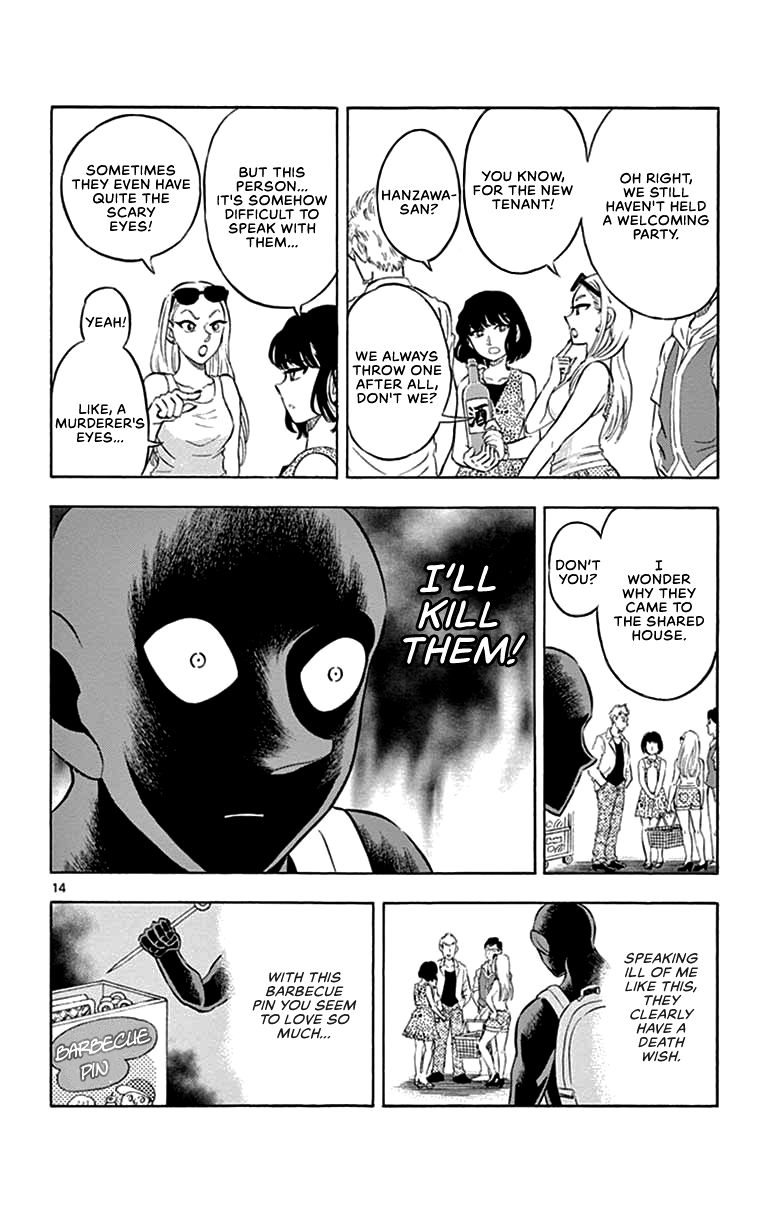 OH RIGHT,
WE STILL
HAVEN'T HELD
A WELCOMING
PARTY.
YOU KNOW,
FOR THE NEW
TENANT!
HANZAWA-
SAN?
WE ALWAYS
THROW ONE
AFTER ALL,
DON'T WE?
酒
BUT THIS
PERSON...
IT'S SOMEHOW
DIFFICULT TO
SPEAK WITH
THEM...
SOMETIMES
THEY EVEN HAVE
QUITE THE
SCARY
EYES!
YEAH!
LIKE, A
MURDERER'S
EYES...
I
WONDER
WHY THEY
CAME TO
THE SHARED
HOUSE.
DON'T
YOU?
I'LL
KILL
THEM!
14
SPEAKING
ILL OF ME
LIKE THIS,
THEY
CLEARLY
HAVE A
DEATH
WISH.
WITH THIS
BARBECUE
PIN YOU SEEM
TO LOVE SO
MUCH...
BARBECUE
PIN